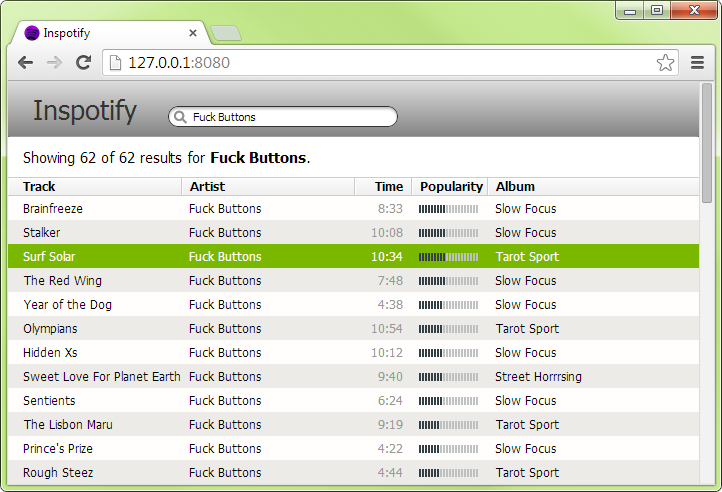 Inspotify
127.0.0.1:8080
Inspotify Fuck Buttons
Showing 62 of 62 results for Fuck Buttons.
Track Artist Time Popularity Album
Brainfreeze Fuck Buttons 8:33 Slow Focus
Stalker Fuck Buttons 10:08 Slow Focus
Surf Solar Fuck Buttons 10:34 Tarot Sport
The Red Wing Fuck Buttons 7:48 Slow Focus
Year of the Dog Fuck Buttons 4:38 Slow Focus
Olympians Fuck Buttons 10:54 Tarot Sport
Hidden Xs Fuck Buttons 10:12 Slow Focus
Sweet Love For Planet Earth Fuck Buttons 9:40 Street Horrrsing
Sentients Fuck Buttons 6:24 Slow Focus
The Lisbon Maru Fuck Buttons 9:19 Tarot Sport
Prince's Prize Fuck Buttons 4:22 Slow Focus
Rough Steez Fuck Buttons 4:44 Tarot Sport